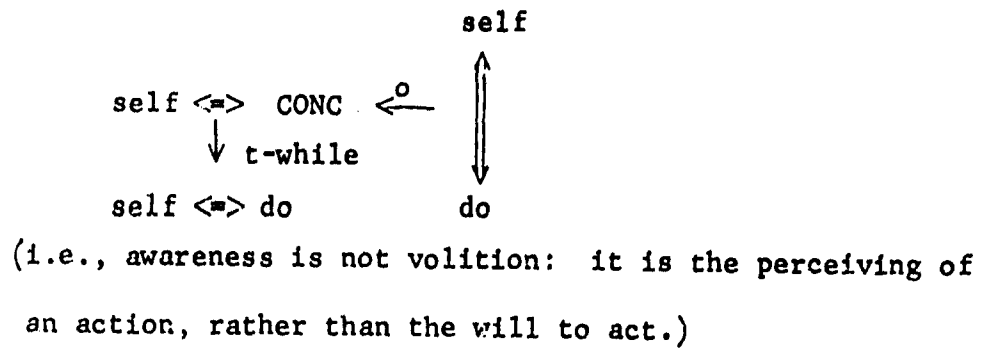 self
self <=> CONC <-o-
t-while
self <=> do do
(i.e., awareness is not volition: it is the perceiving of
an action, rather than the will to act.)